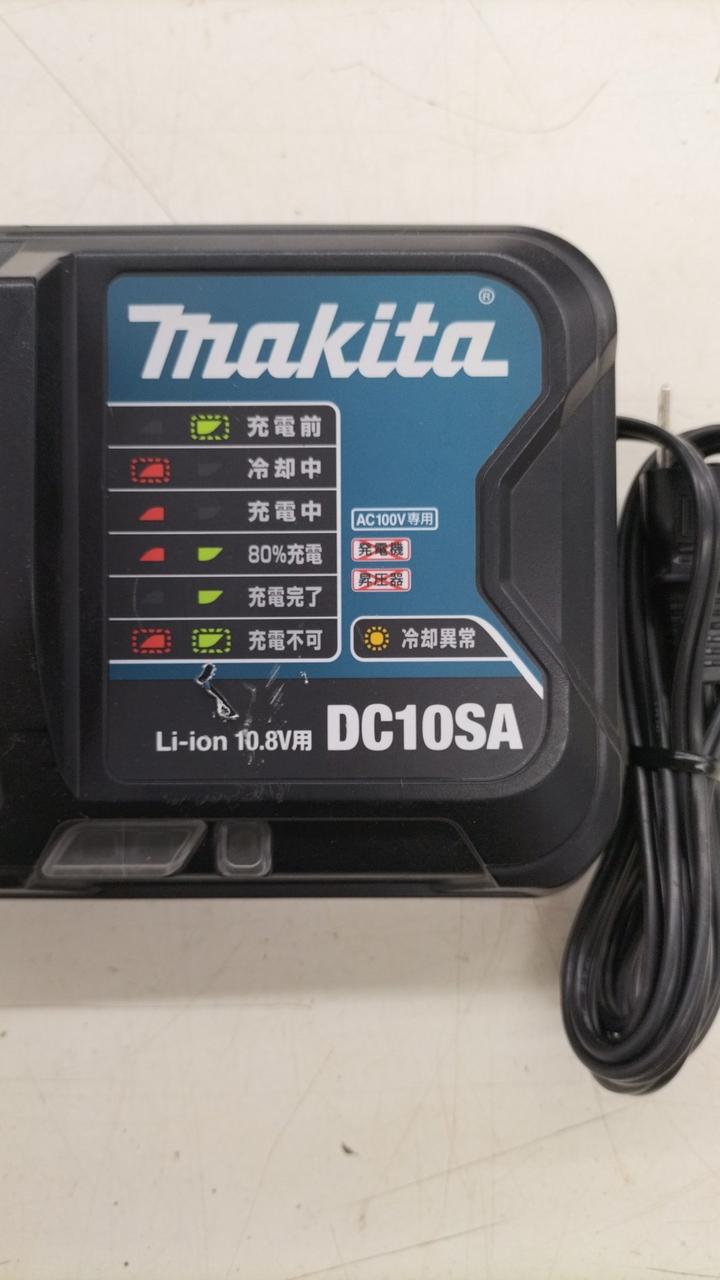 makita®
充電前
冷却中
充電中
80%充電
充電完了
充電不可
AC100V専用
発電機
昇圧器
冷却異常
Li-ion 10.8V用 DC10SA